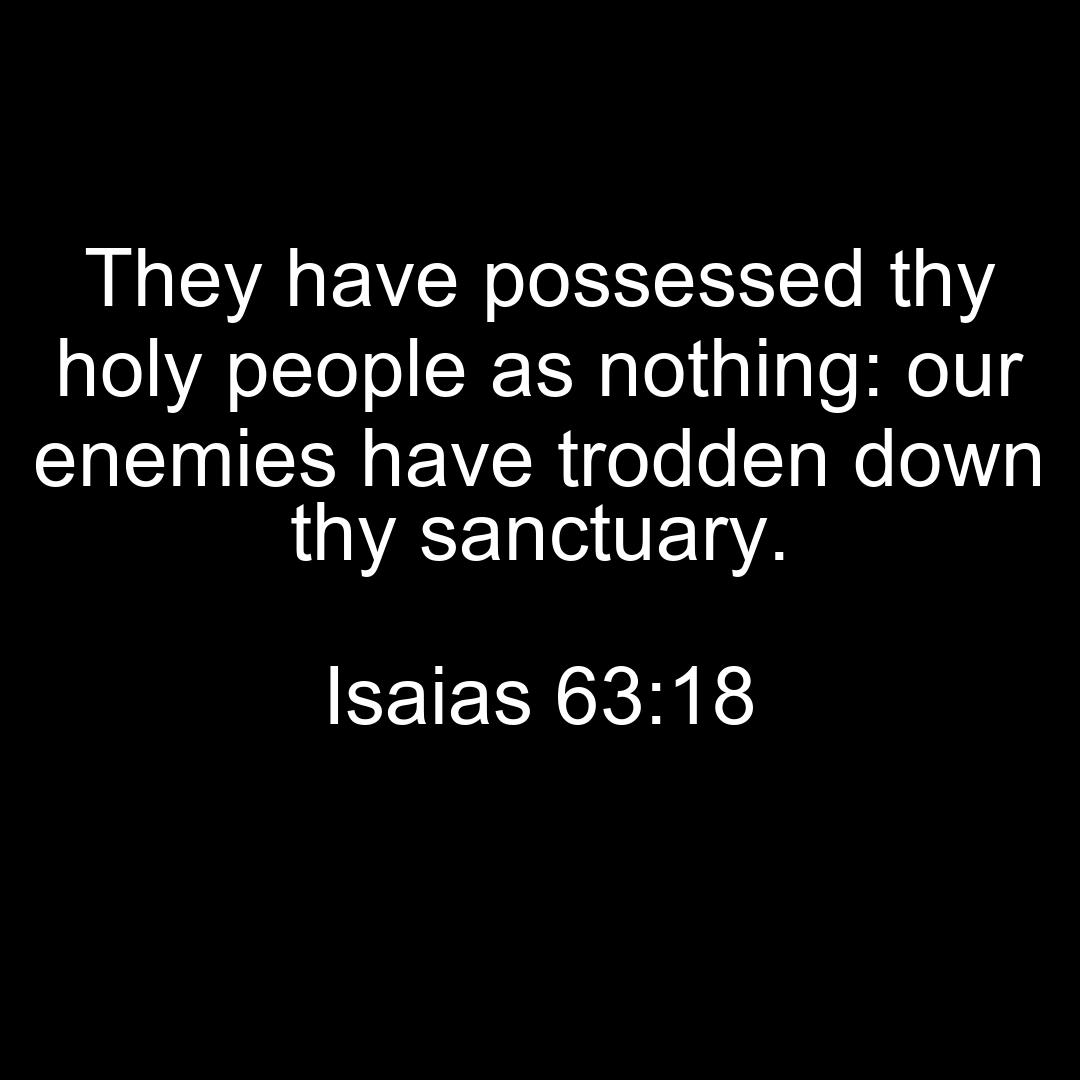 They have possessed thy
holy people as nothing: our
enemies have trodden down
thy sanctuary.
Isaias 63:18